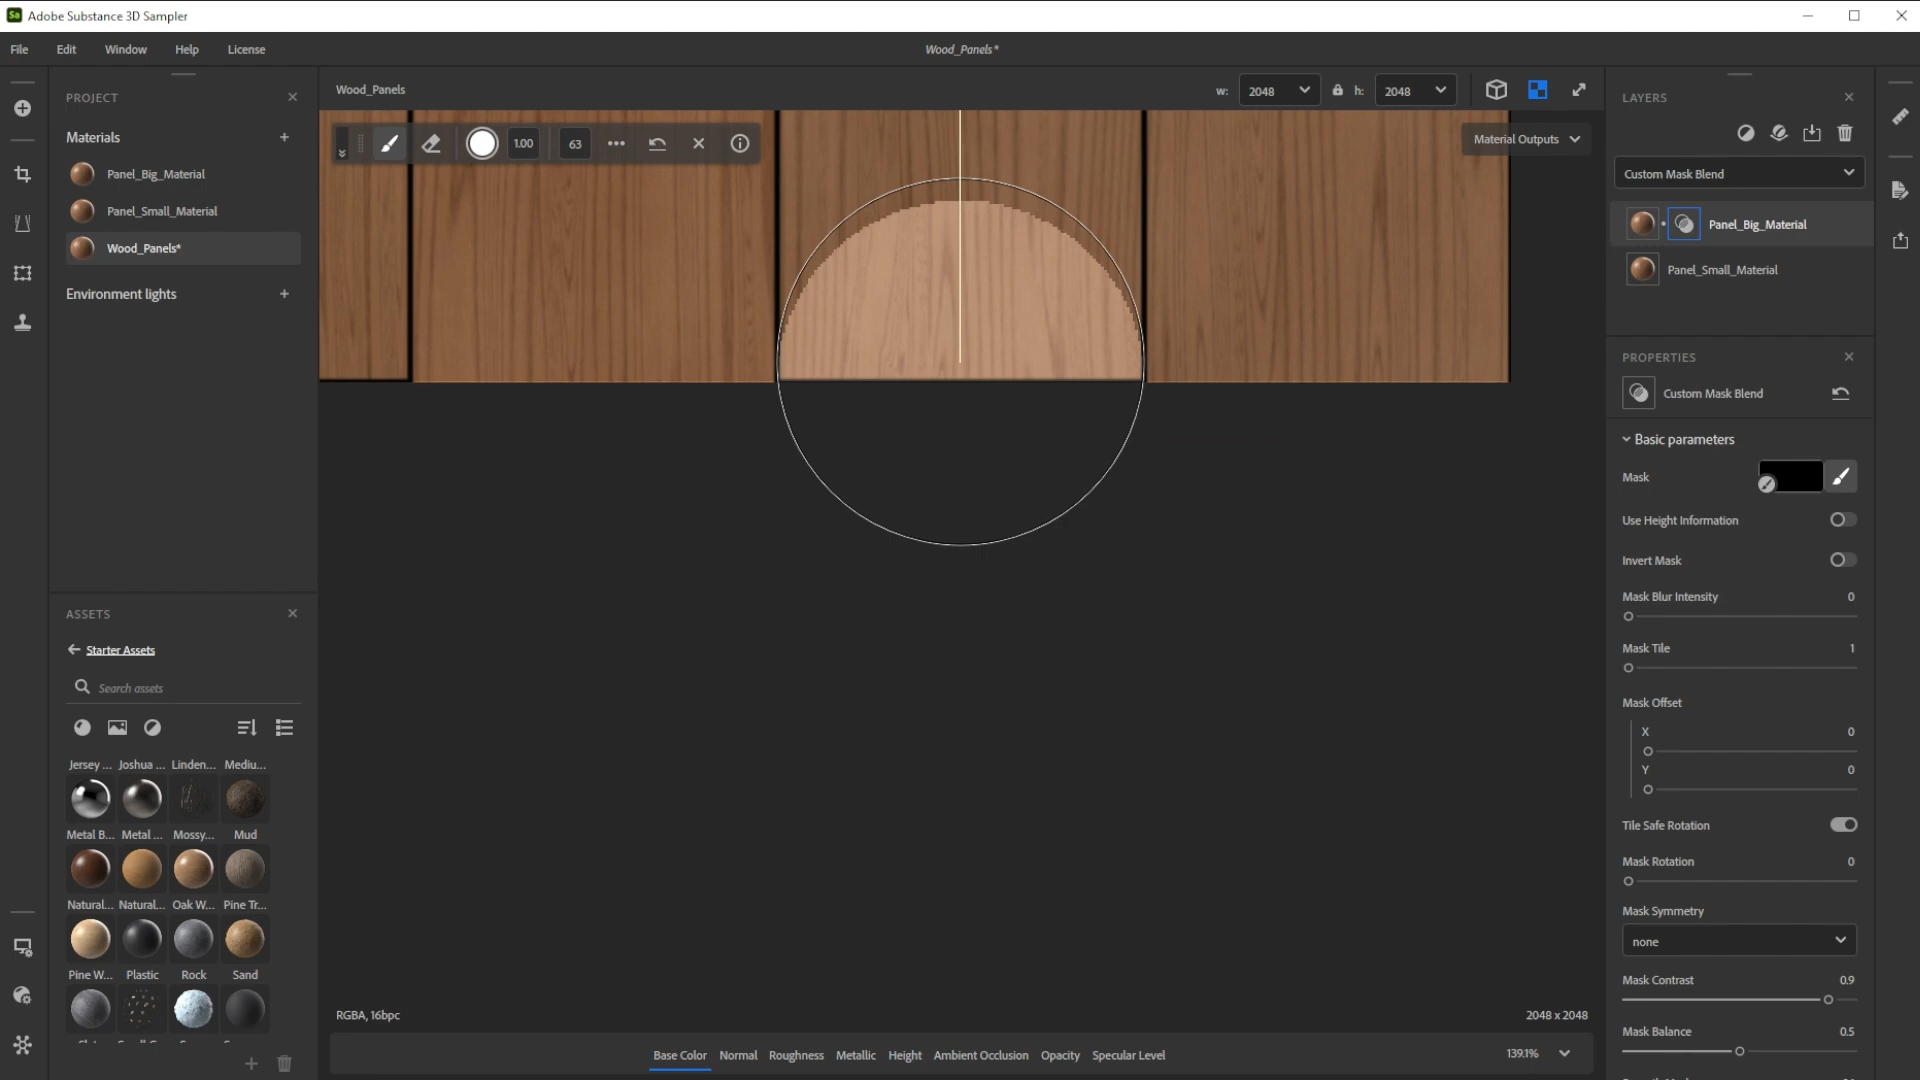 Adobe Substance 3D Sampler
File Edit Window Help License
Wood_Panels*
PROJECT
Materials
Panel_Big_Material
Panel_Small_Material
Wood_Panels*
Environment lights
ASSETS
Starter Assets
Search assets
Jersey ... Joshua ... Linden... Mediu...
Metal B... Metal ... Mossy... Mud
Natural... Natural... Oak W... Pine Tr...
Pine W... Plastic Rock Sand
Wood_Panels
w: 2048 h: 2048
1.00 63
Material Outputs
RGBA, 16bpc
2048 x 2048
Base Color Normal Roughness Metallic Height Ambient Occlusion Opacity Specular Level
139.1%
LAYERS
Custom Mask Blend
Panel_Big_Material
Panel_Small_Material
PROPERTIES
Custom Mask Blend
Basic parameters
Mask
Use Height Information
Invert Mask
Mask Blur Intensity 0
Mask Tile 1
Mask Offset
X 0
Y 0
Tile Safe Rotation
Mask Rotation 0
Mask Symmetry
none
Mask Contrast 0.9
Mask Balance 0.5